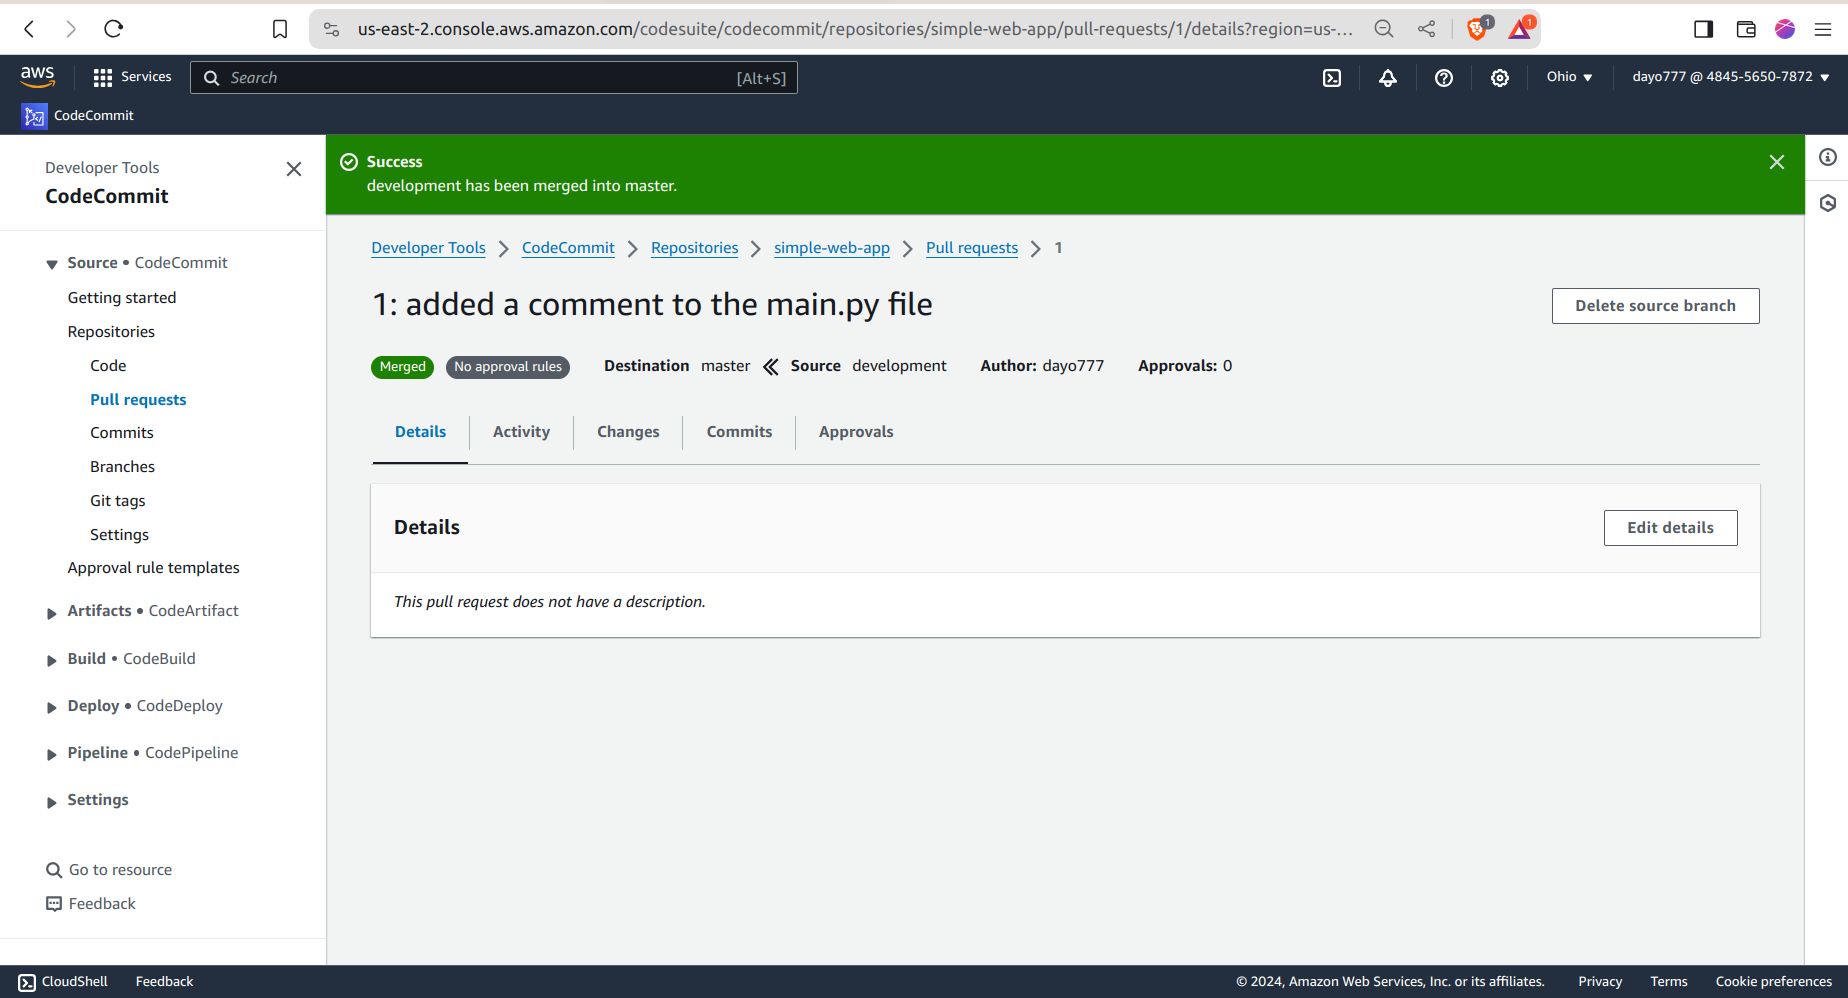 us-east-2.console.aws.amazon.com/codesuite/codecommit/repositories/simple-web-app/pull-requests/1/details?region=us-... 1 1
aws Services Search [Alt+S] Ohio dayo777 @ 4845-5650-7872
CodeCommit
Developer Tools
CodeCommit
Source • CodeCommit
Getting started
Repositories
Code
Pull requests
Commits
Branches
Git tags
Settings
Approval rule templates
Artifacts • CodeArtifact
Build • CodeBuild
Deploy • CodeDeploy
Pipeline • CodePipeline
Settings
Go to resource
Feedback
Success
development has been merged into master.
Developer Tools CodeCommit Repositories simple-web-app Pull requests 1
1: added a comment to the main.py file
Delete source branch
Merged No approval rules Destination master Source development Author: dayo777 Approvals: 0
Details Activity Changes Commits Approvals
Details
Edit details
This pull request does not have a description.
CloudShell Feedback © 2024, Amazon Web Services, Inc. or its affiliates. Privacy Terms Cookie preferences